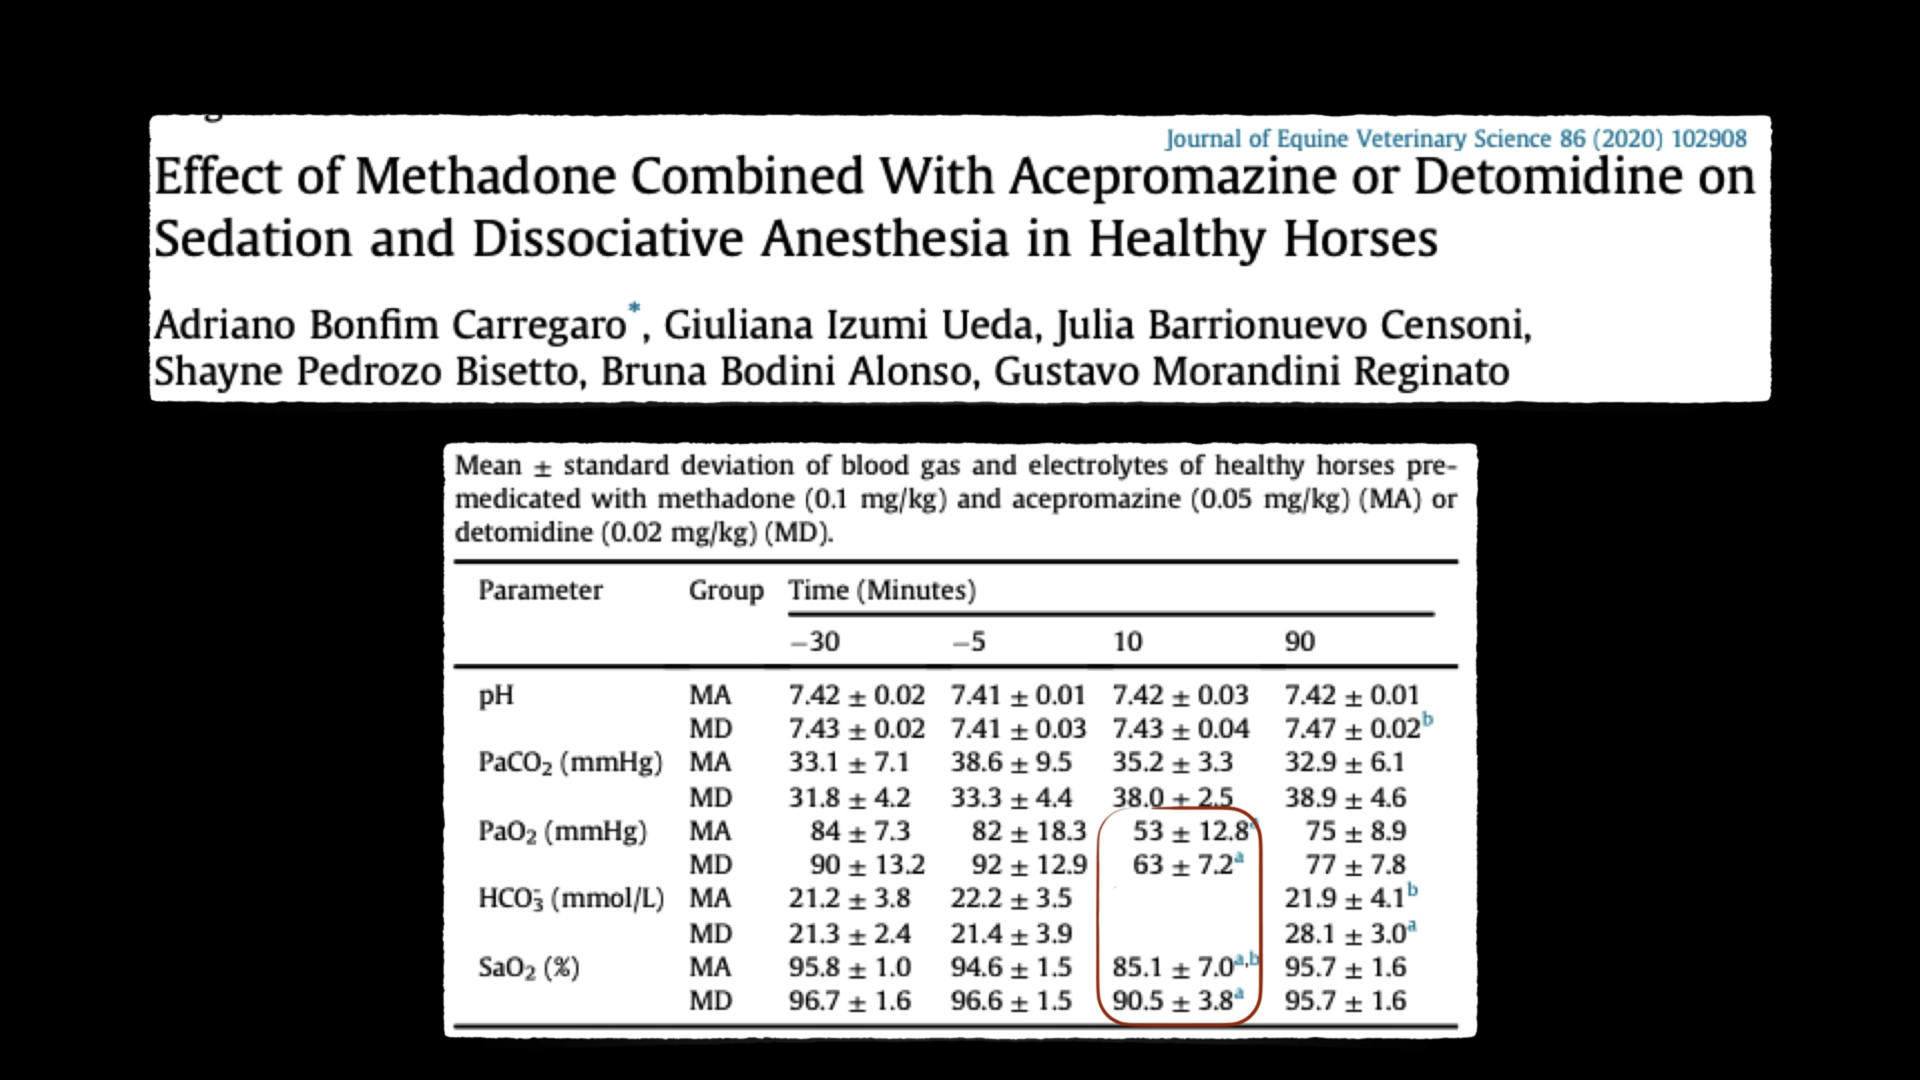 Journal of Equine Veterinary Science 86 (2020) 102908
Effect of Methadone Combined With Acepromazine or Detomidine on
Sedation and Dissociative Anesthesia in Healthy Horses
Adriano Bonfim Carregaro*, Giuliana Izumi Ueda, Julia Barrionuevo Censoni,
Shayne Pedrozo Bisetto, Bruna Bodini Alonso, Gustavo Morandini Reginato
Mean ± standard deviation of blood gas and electrolytes of healthy horses pre-
medicated with methadone (0.1 mg/kg) and acepromazine (0.05 mg/kg) (MA) or
detomidine (0.02 mg/kg) (MD).
Parameter Group Time (Minutes)
−30 −5 10 90
pH MA 7.42 ± 0.02 7.41 ± 0.01 7.42 ± 0.03 7.42 ± 0.01
MD 7.43 ± 0.02 7.41 ± 0.03 7.43 ± 0.04 7.47 ± 0.02ᵇ
PaCO₂ (mmHg) MA 33.1 ± 7.1 38.6 ± 9.5 35.2 ± 3.3 32.9 ± 6.1
MD 31.8 ± 4.2 33.3 ± 4.4 38.0 ± 2.5 38.9 ± 4.6
PaO₂ (mmHg) MA 84 ± 7.3 82 ± 18.3 53 ± 12.8 75 ± 8.9
MD 90 ± 13.2 92 ± 12.9 63 ± 7.2ᵃ 77 ± 7.8
HCO₃⁻ (mmol/L) MA 21.2 ± 3.8 22.2 ± 3.5 21.9 ± 4.1ᵇ
MD 21.3 ± 2.4 21.4 ± 3.9 28.1 ± 3.0ᵃ
SaO₂ (%) MA 95.8 ± 1.0 94.6 ± 1.5 85.1 ± 7.0ᵃ,ᵇ 95.7 ± 1.6
MD 96.7 ± 1.6 96.6 ± 1.5 90.5 ± 3.8ᵃ 95.7 ± 1.6